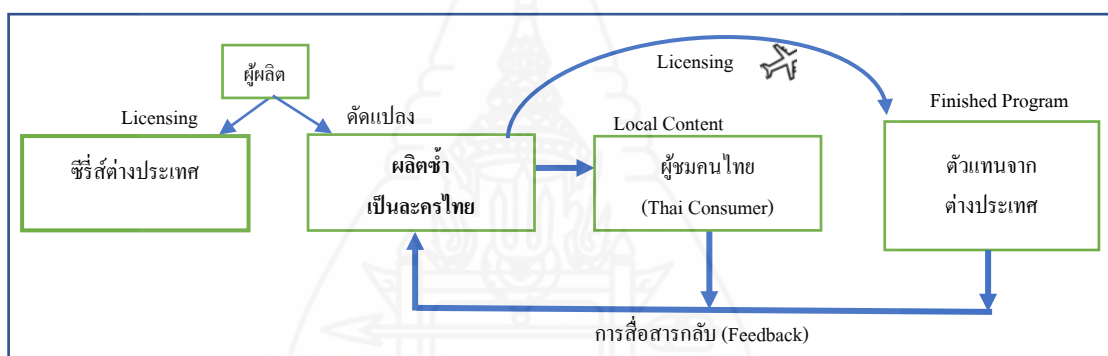 ผู้ผลิต
Licensing
ดัดแปลง
Licensing
Local Content
Finished Program
ซีรี่ส์ต่างประเทศ
ผลิตซ้ำ
เป็นละครไทย
ผู้ชมคนไทย
(Thai Consumer)
ตัวแทนจาก
ต่างประเทศ
การสื่อสารกลับ (Feedback)